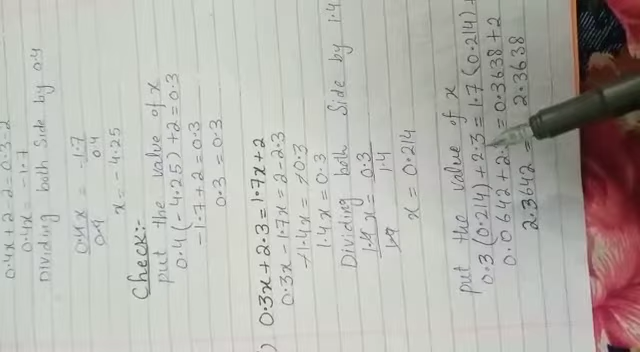 0.4x + 2 - 2 = 0.3 - 2
0.4x = -1.7
Dividing both side by 0.4
0.4x = -1.7
0.4 0.4
x = -4.25
Check:-
put the value of x
0.4(-4.25) + 2 = 0.3
-1.7 + 2 = 0.3
0.3 = 0.3
) 0.3x + 2.3 = 1.7x + 2
0.3x - 1.7x = 2 - 2.3
-1.4x = -0.3
1.4x = 0.3
Dividing both side by 1.4
1.4x = 0.3
1.4 1.4
x = 0.214
put the value of x
0.3(0.214) + 2.3 = 1.7(0.214) +
0.0642 + 2. = 0.3638 + 2
2.3642 = 2.3638